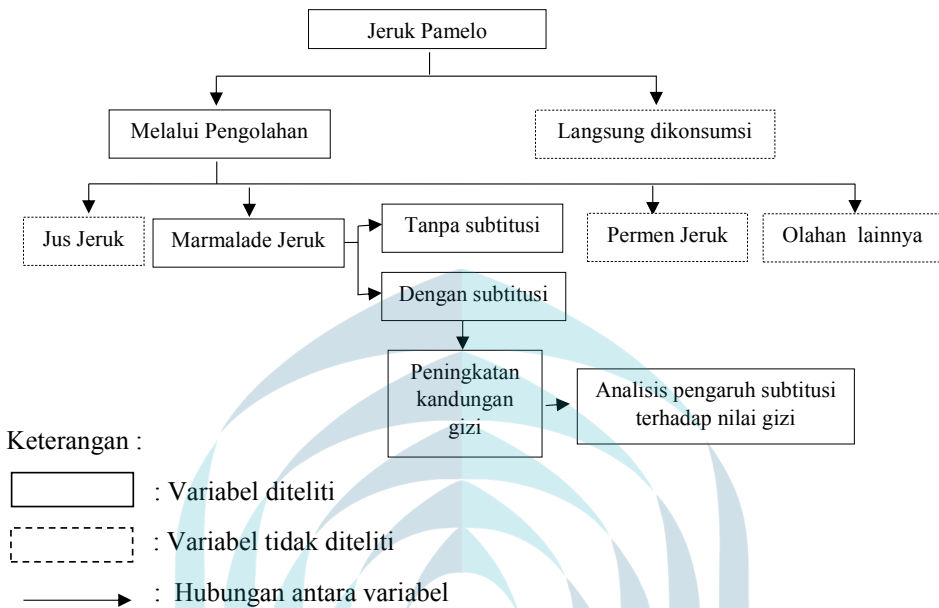 Jeruk Pamelo
Melalui Pengolahan
Langsung dikonsumsi
Jus Jeruk
Marmalade Jeruk
Tanpa subtitusi
Permen Jeruk
Olahan lainnya
Dengan subtitusi
Peningkatan
kandungan
gizi
Analisis pengaruh subtitusi
terhadap nilai gizi
Keterangan :
: Variabel diteliti
: Variabel tidak diteliti
: Hubungan antara variabel